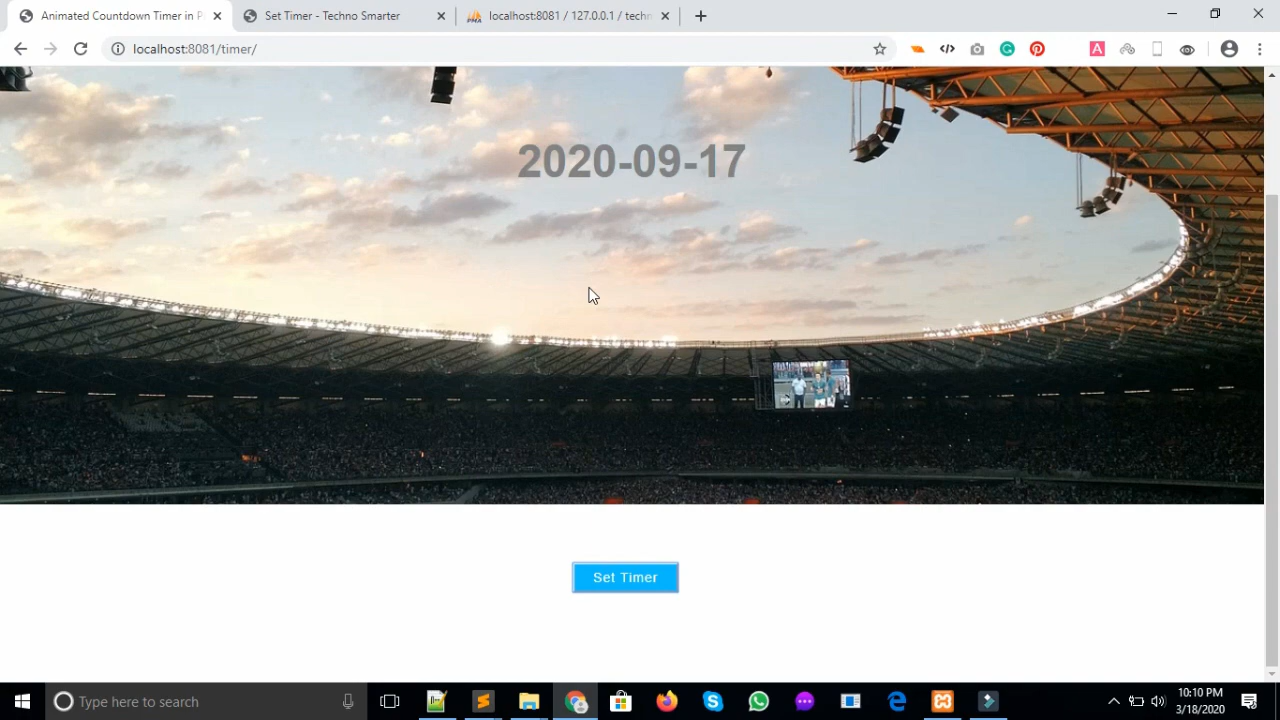 Animated Countdown Timer in P
Set Timer - Techno Smarter
localhost:8081 / 127.0.0.1 / techn
localhost:8081/timer/
2020-09-17
Set Timer
Type here to search
10:10 PM
3/18/2020